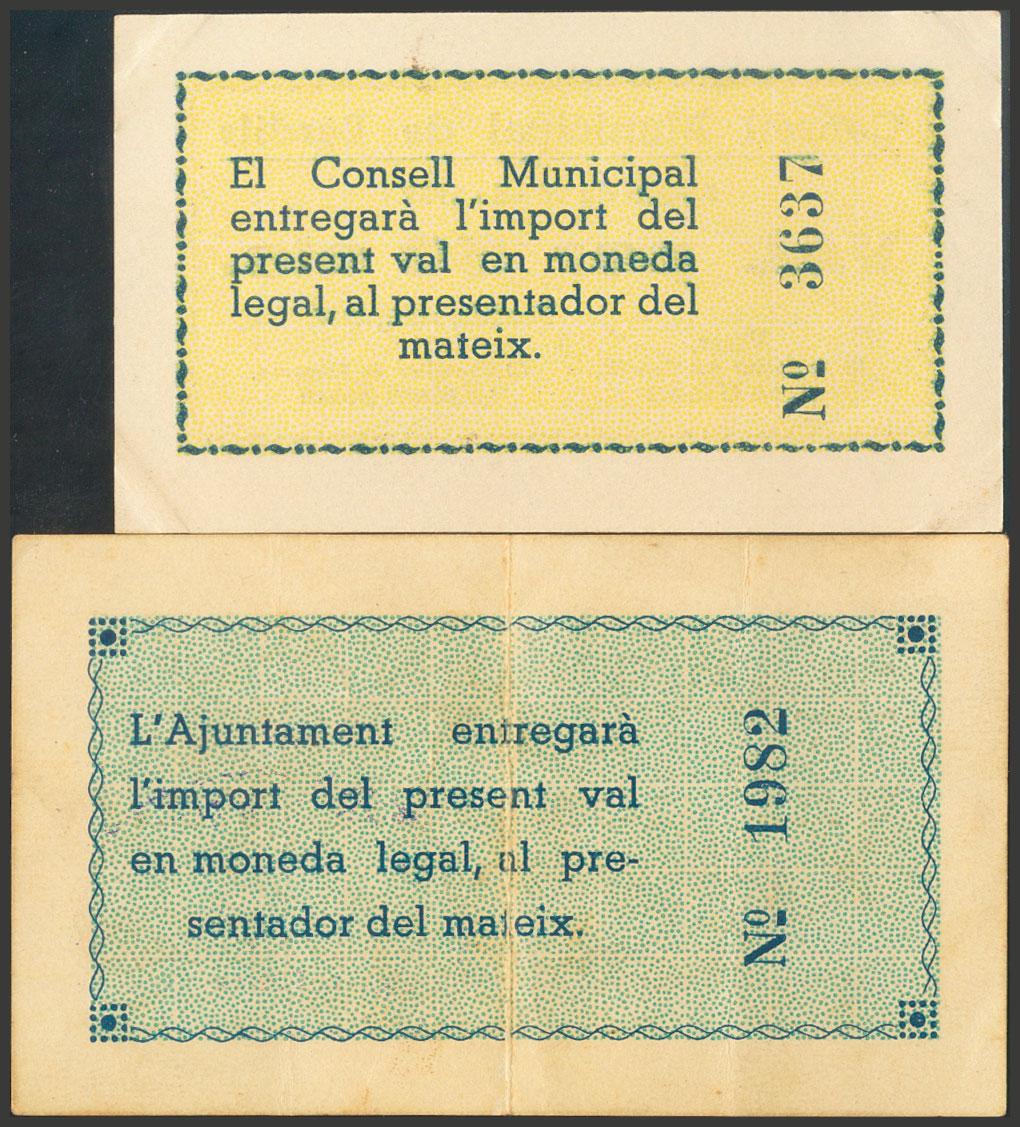 El Consell Municipal
entregarà l'import del
present val en moneda
legal, al presentador del
mateix.
Nº 3637
L'Ajuntament entregarà
l'import del present val
en moneda legal, al pre-
sentador del mateix.
Nº 1982